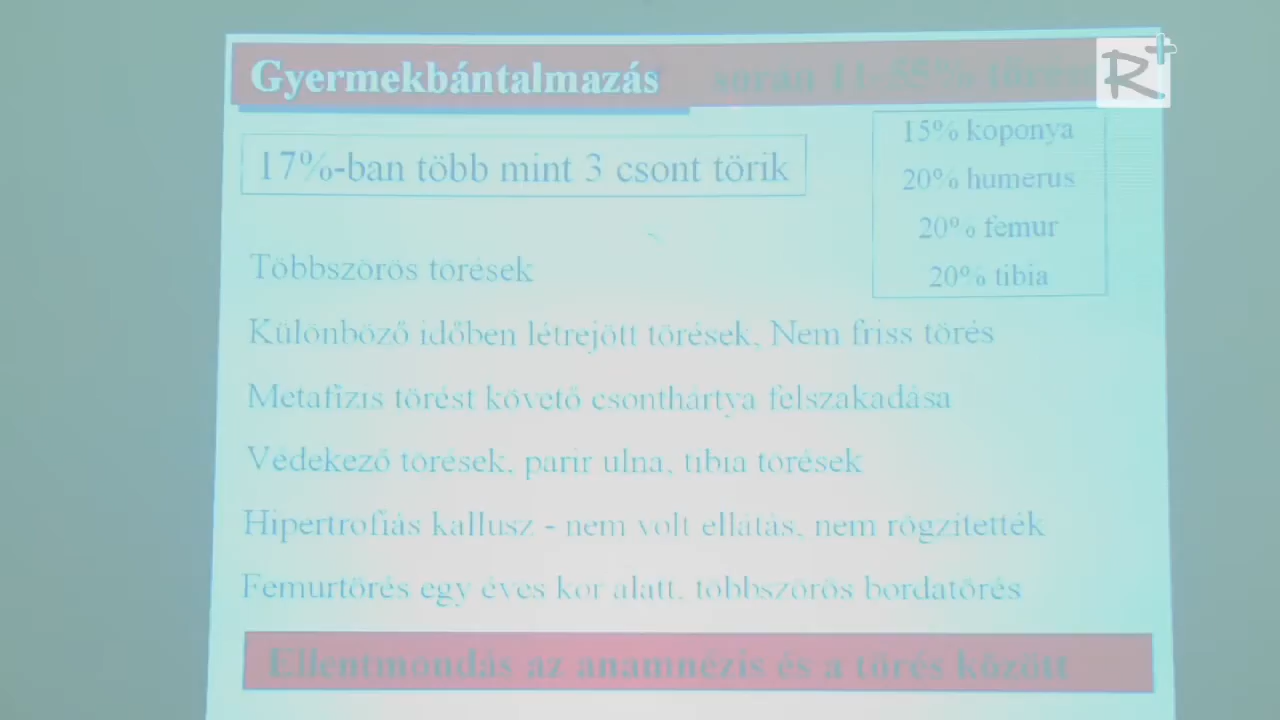 Gyermekbántalmazás során 11-55%
R+
17%-ban több mint 3 csont törik
15% koponya
20% humerus
20% femur
20% tibia
Többszörös törések
Különböző időben létrejött törések, Nem friss törés
Metafízis törést követő csonthártya felszakadása
Védekező törések, parir ulna, tibia törések
Hipertrofiás kallusz - nem volt ellátás, nem rögzítették
Femurtörés egy éves kor alatt, többszörös bordatörés
Ellentmondás az anamnézis és a törés között